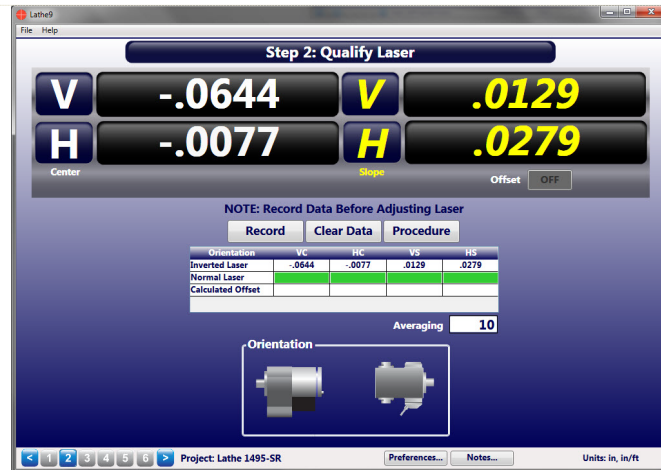 Lathe9
File Help
Step 2: Qualify Laser
V -.0644 V .0129
H -.0077 H .0279
Center Slope Offset OFF
NOTE: Record Data Before Adjusting Laser
Record Clear Data Procedure
Orientation VC HC VS HS
Inverted Laser -.0644 -.0077 .0129 .0279
Normal Laser
Calculated Offset
Averaging 10
Orientation
< 1 2 3 4 5 6 > Project: Lathe 1495-SR Preferences... Notes... Units: in, in/ft